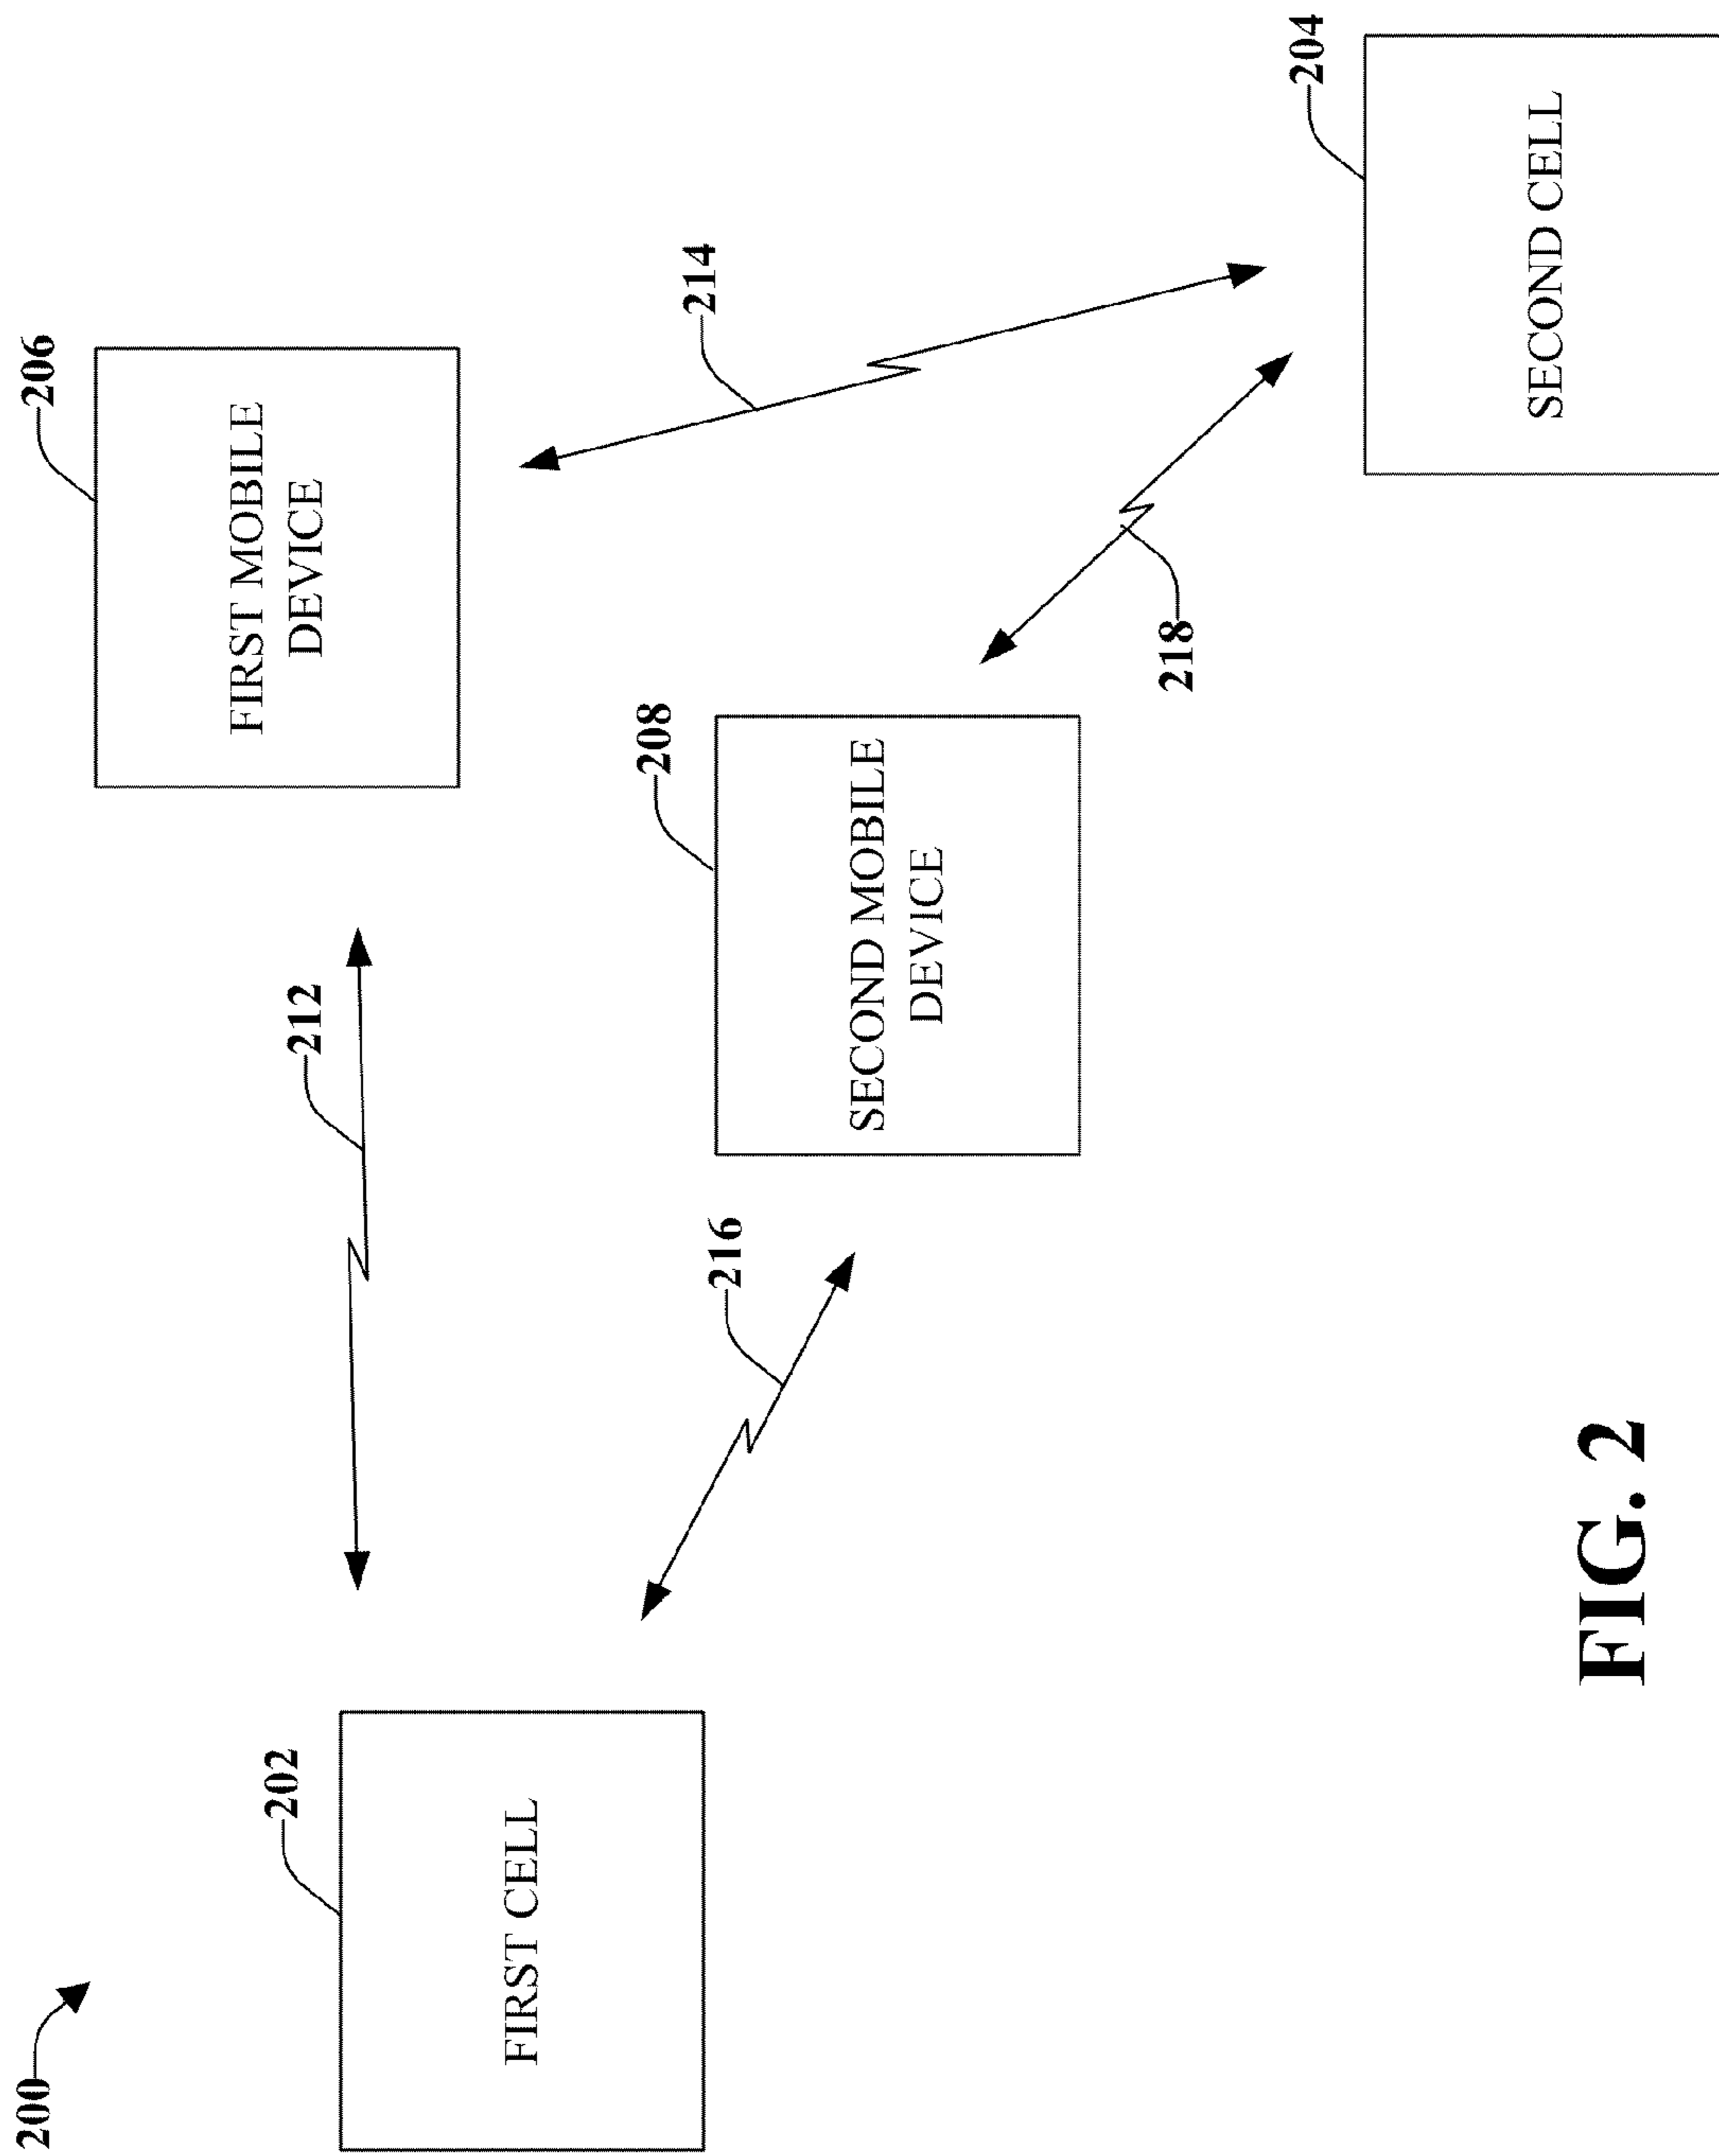 200
202
FIRST CELL
212
216
206
FIRST MOBILE
DEVICE
208
SECOND MOBILE
DEVICE
214
218
204
SECOND CELL
FIG. 2